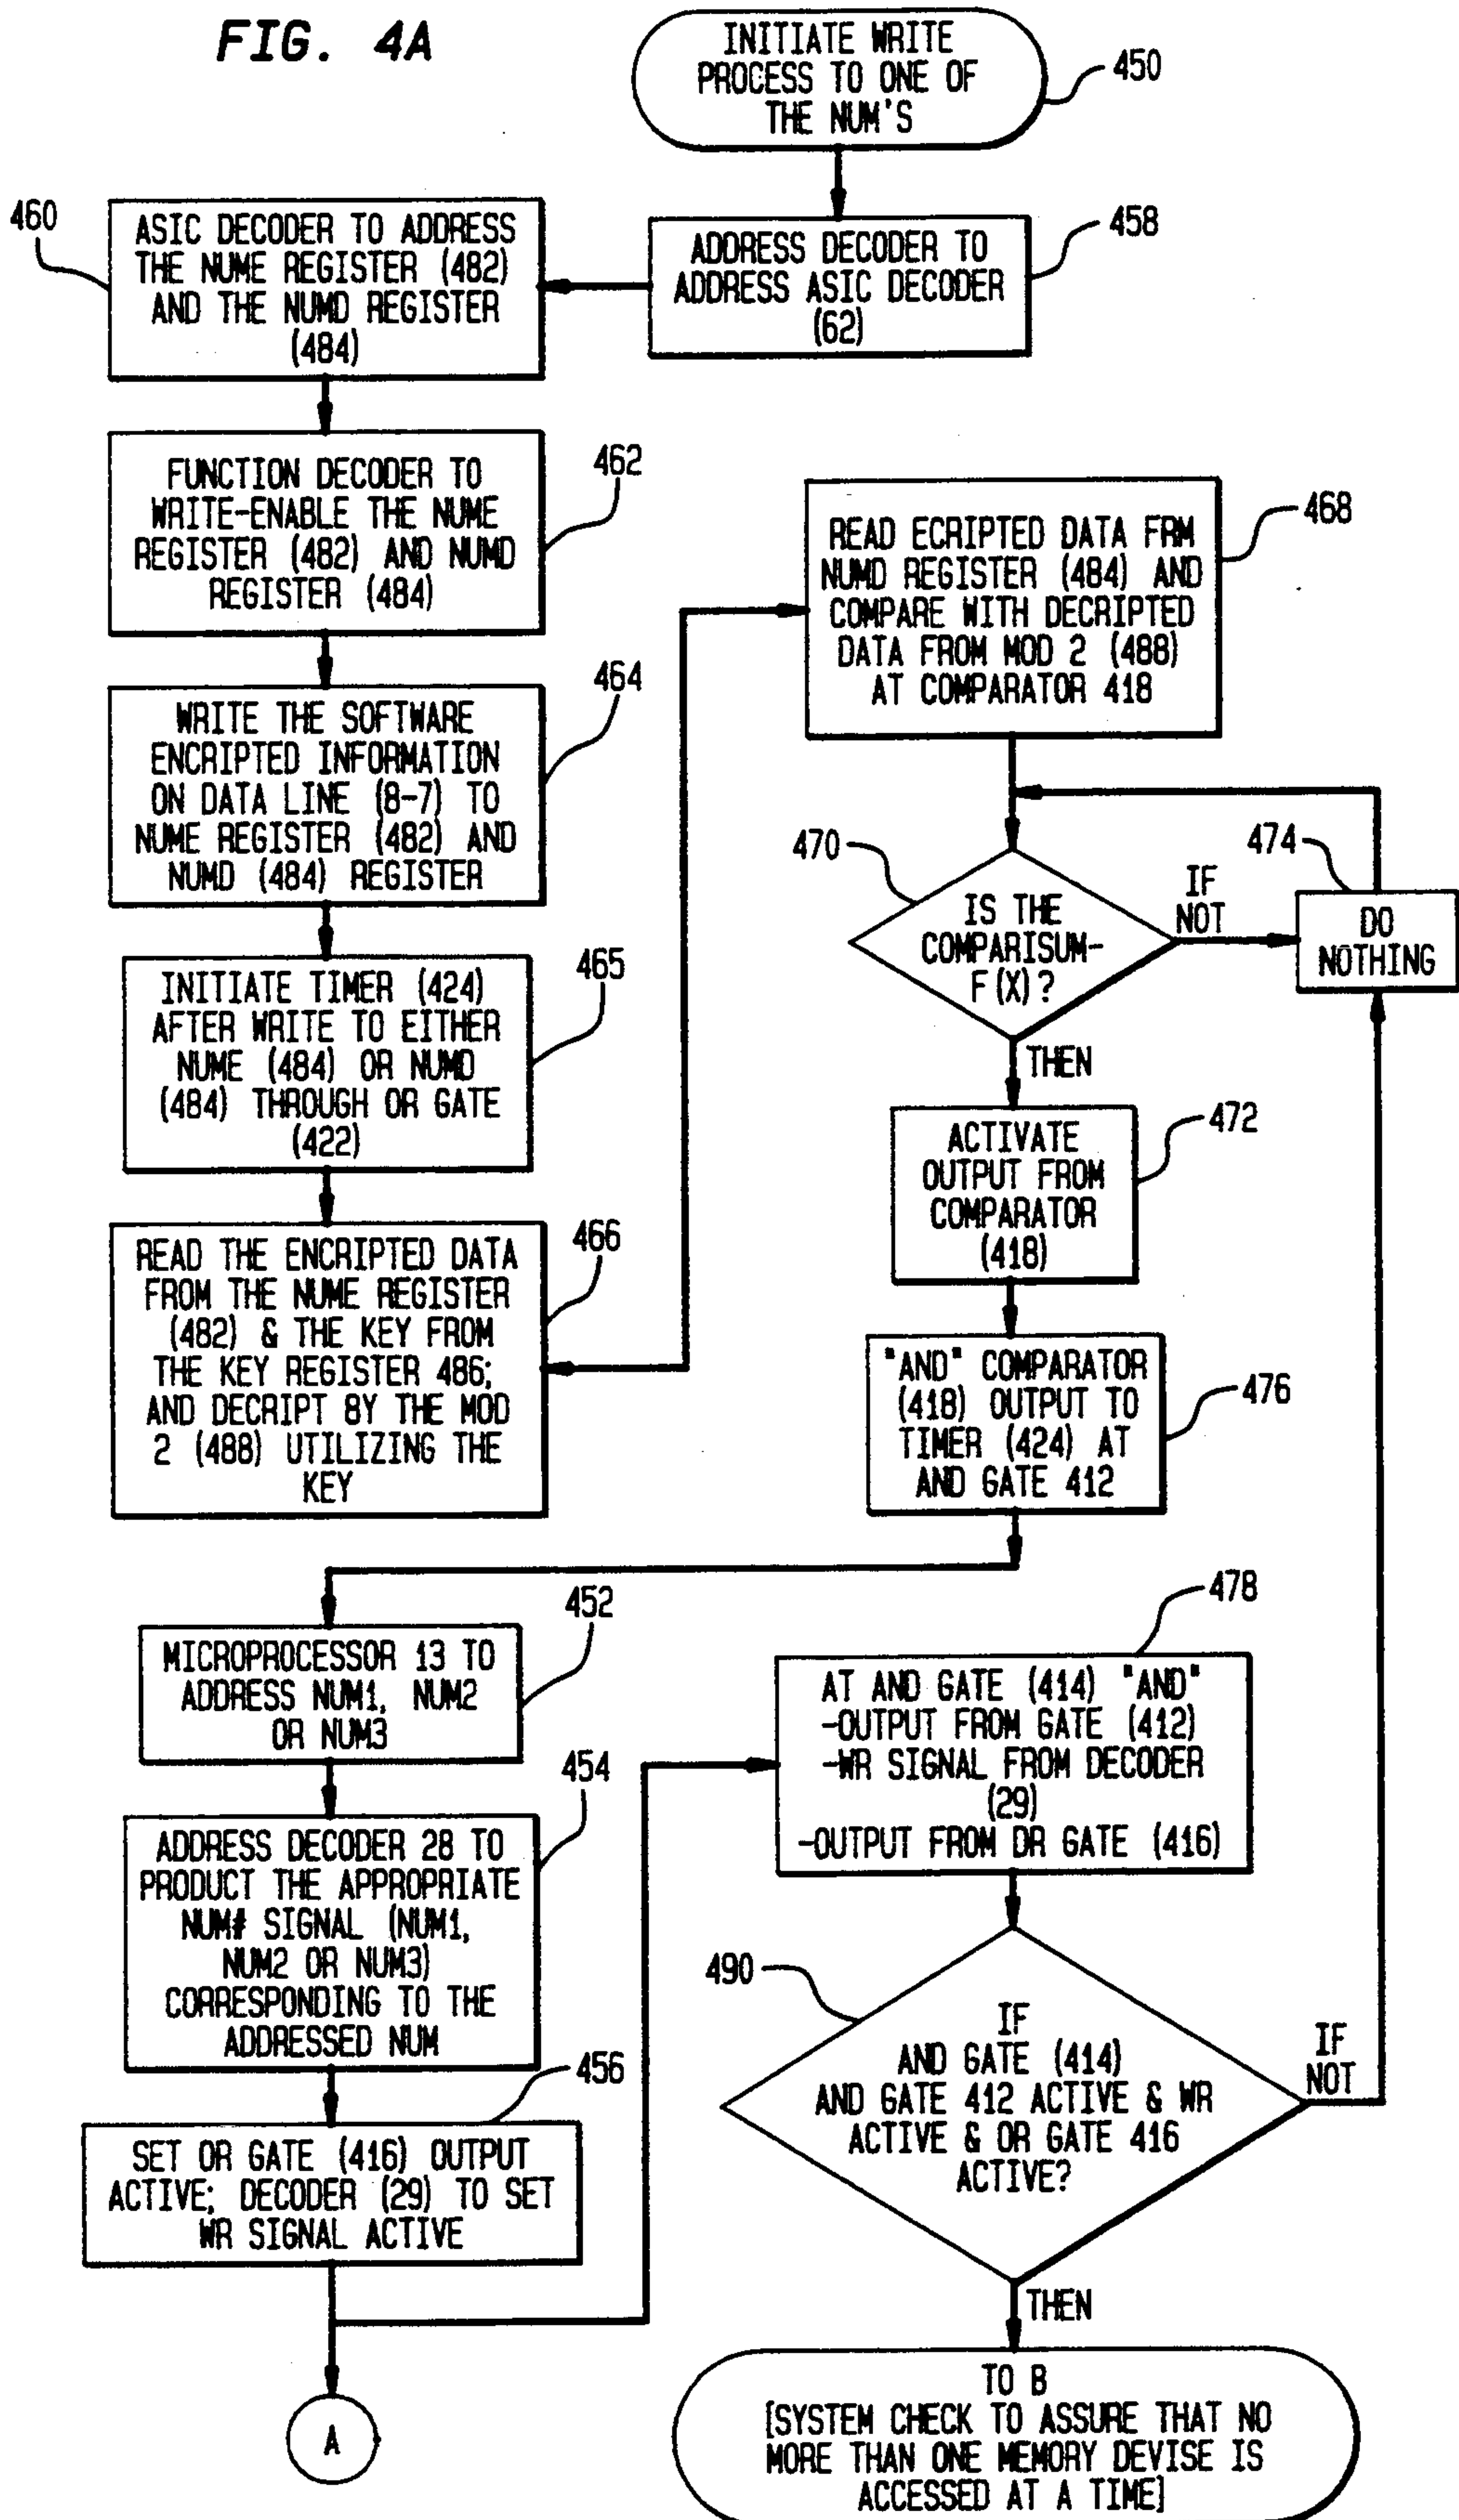 FIG. 4A
INITIATE WRITE
PROCESS TO ONE OF
THE NUM'S
450
ADDRESS DECODER TO
ADDRESS ASIC DECODER
(62)
458
460
ASIC DECODER TO ADDRESS
THE NUME REGISTER (482)
AND THE NUMD REGISTER
(484)
FUNCTION DECODER TO
WRITE-ENABLE THE NUME
REGISTER (482) AND NUMD
REGISTER (484)
462
WRITE THE SOFTWARE
ENCRIPTED INFORMATION
ON DATA LINE (8-7) TO
NUME REGISTER (482) AND
NUMD (484) REGISTER
464
INITIATE TIMER (424)
AFTER WRITE TO EITHER
NUME (484) OR NUMD
(484) THROUGH OR GATE
(422)
465
READ THE ENCRIPTED DATA
FROM THE NUME REGISTER
(482) & THE KEY FROM
THE KEY REGISTER 486;
AND DECRIPT BY THE MOD
2 (488) UTILIZING THE
KEY
466
READ ECRIPTED DATA FRM
NUMD REGISTER (484) AND
COMPARE WITH DECRIPTED
DATA FROM MOD 2 (488)
AT COMPARATOR 418
468
470
IS THE
COMPARISUM-
F(X)?
IF
NOT
474
DO
NOTHING
THEN
ACTIVATE
OUTPUT FROM
COMPARATOR
(418)
472
"AND" COMPARATOR
(418) OUTPUT TO
TIMER (424) AT
AND GATE 412
476
MICROPROCESSOR 13 TO
ADDRESS NUM1, NUM2
OR NUM3
452
ADDRESS DECODER 28 TO
PRODUCT THE APPROPRIATE
NUM# SIGNAL (NUM1,
NUM2 OR NUM3)
CORRESPONDING TO THE
ADDRESSED NUM
454
SET OR GATE (416) OUTPUT
ACTIVE; DECODER (29) TO SET
WR SIGNAL ACTIVE
456
A
AT AND GATE (414) "AND"
-OUTPUT FROM GATE (412)
-WR SIGNAL FROM DECODER
(29)
-OUTPUT FROM DR GATE (416)
478
490
IF
AND GATE (414)
AND GATE 412 ACTIVE & WR
ACTIVE & OR GATE 416
ACTIVE?
IF
NOT
THEN
TO B
[SYSTEM CHECK TO ASSURE THAT NO
MORE THAN ONE MEMORY DEVISE IS
ACCESSED AT A TIME]